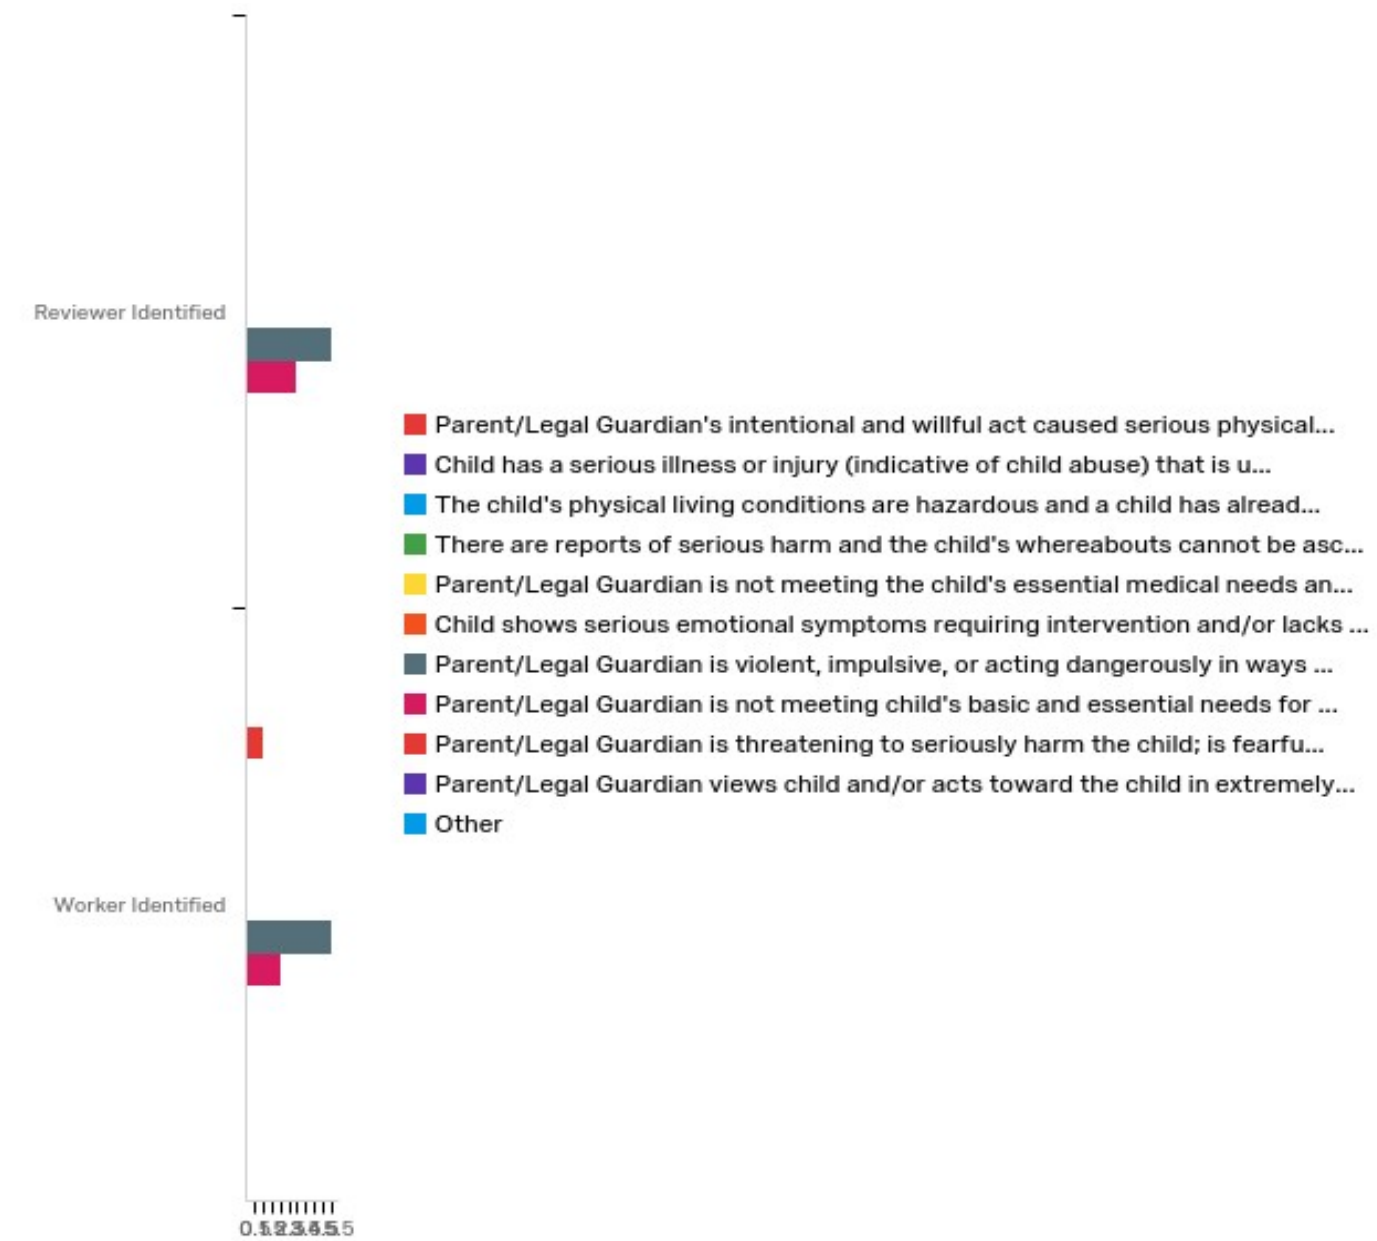 Reviewer Identified
Parent/Legal Guardian's intentional and willful act caused serious physical...
Child has a serious illness or injury (indicative of child abuse) that is u...
The child's physical living conditions are hazardous and a child has alread...
There are reports of serious harm and the child's whereabouts cannot be asc...
Parent/Legal Guardian is not meeting the child's essential medical needs an...
Child shows serious emotional symptoms requiring intervention and/or lacks ...
Parent/Legal Guardian is violent, impulsive, or acting dangerously in ways ...
Parent/Legal Guardian is not meeting child's basic and essential needs for ...
Parent/Legal Guardian is threatening to seriously harm the child; is fearfu...
Parent/Legal Guardian views child and/or acts toward the child in extremely...
Other
Worker Identified